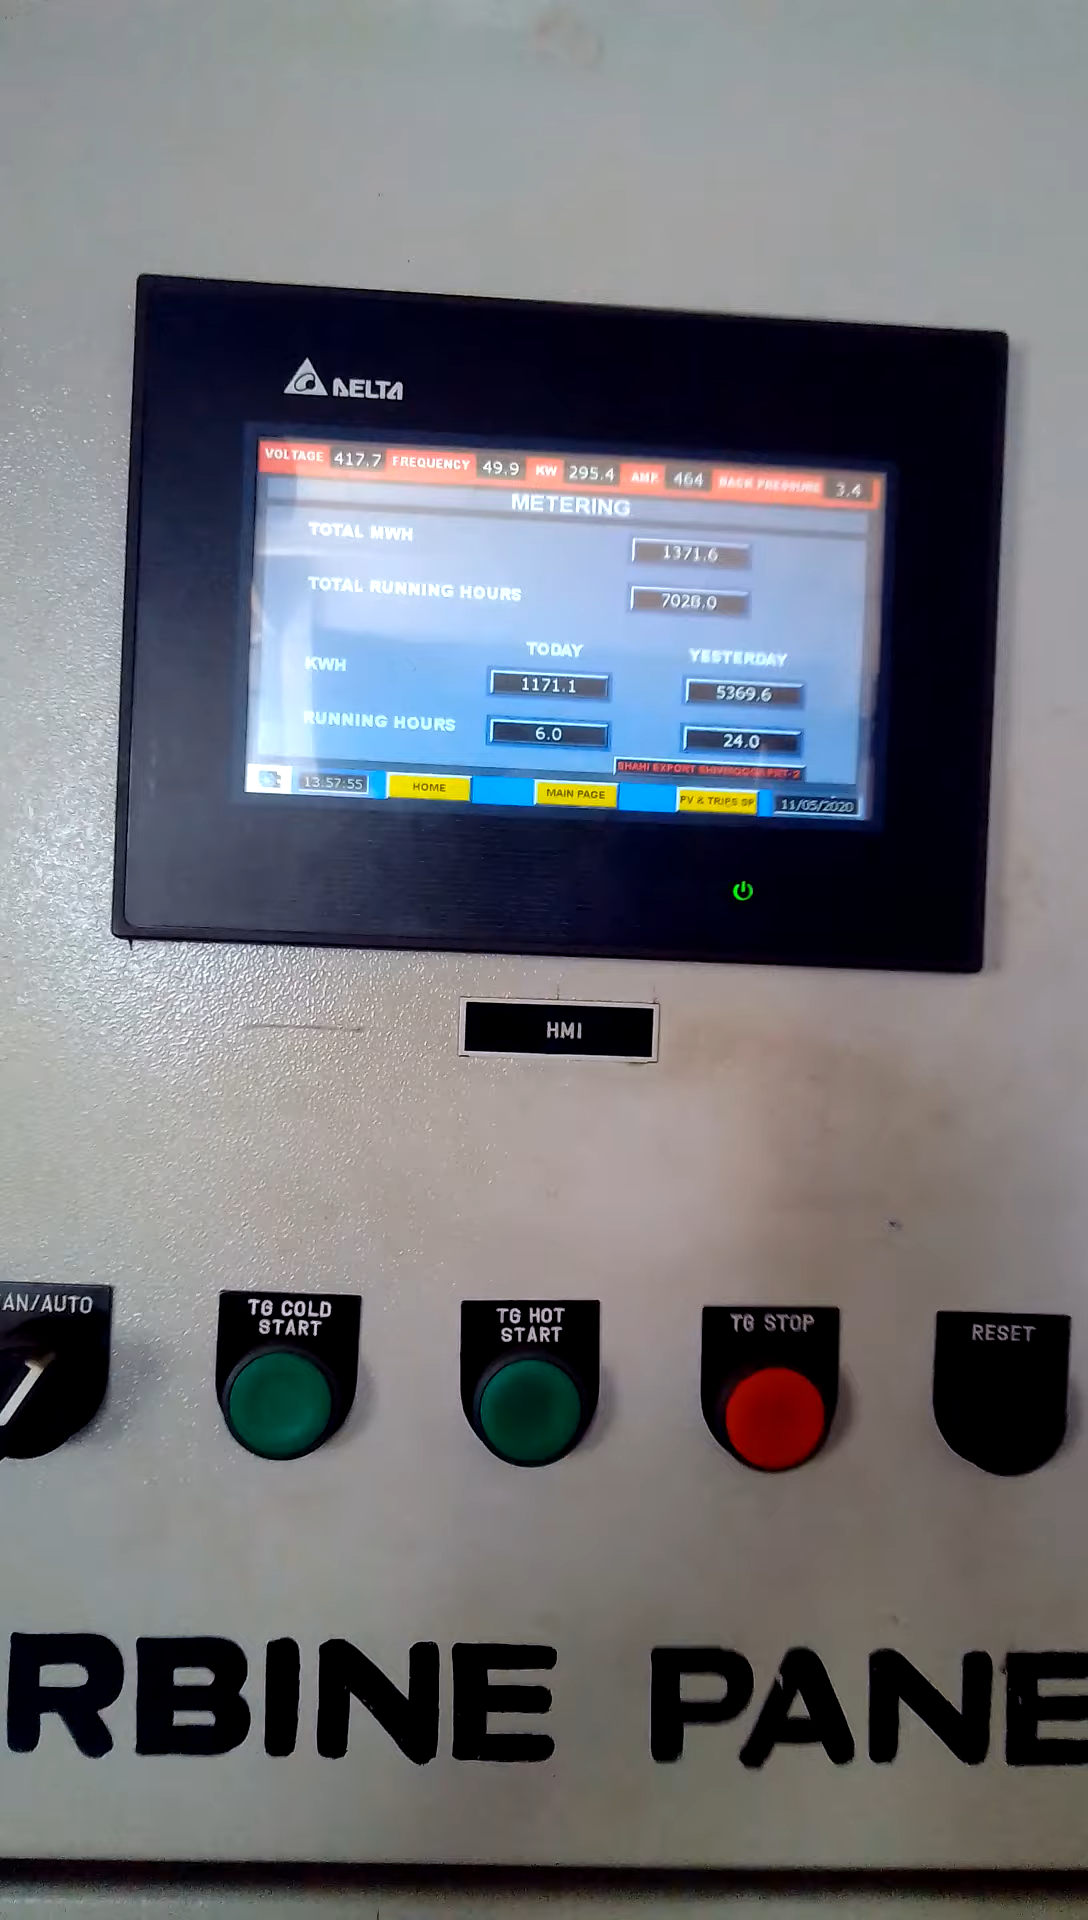 DELTA
VOLTAGE 417.7 FREQUENCY 49.9 KW 295.4 AMP 464 BACK PRESSURE 3.4
METERING
TOTAL MWH 1371.6
TOTAL RUNNING HOURS 7028.0
TODAY YESTERDAY
KWH 1171.1 5369.6
RUNNING HOURS 6.0 24.0
SHAHI EXPORT SHIVMOGGA
13:57:55 HOME MAIN PAGE PV & TRIPS SP 11/05/2020
HMI
AN/AUTO
TG COLD
START
TG HOT
START
TG STOP
RESET
RBINE PANE